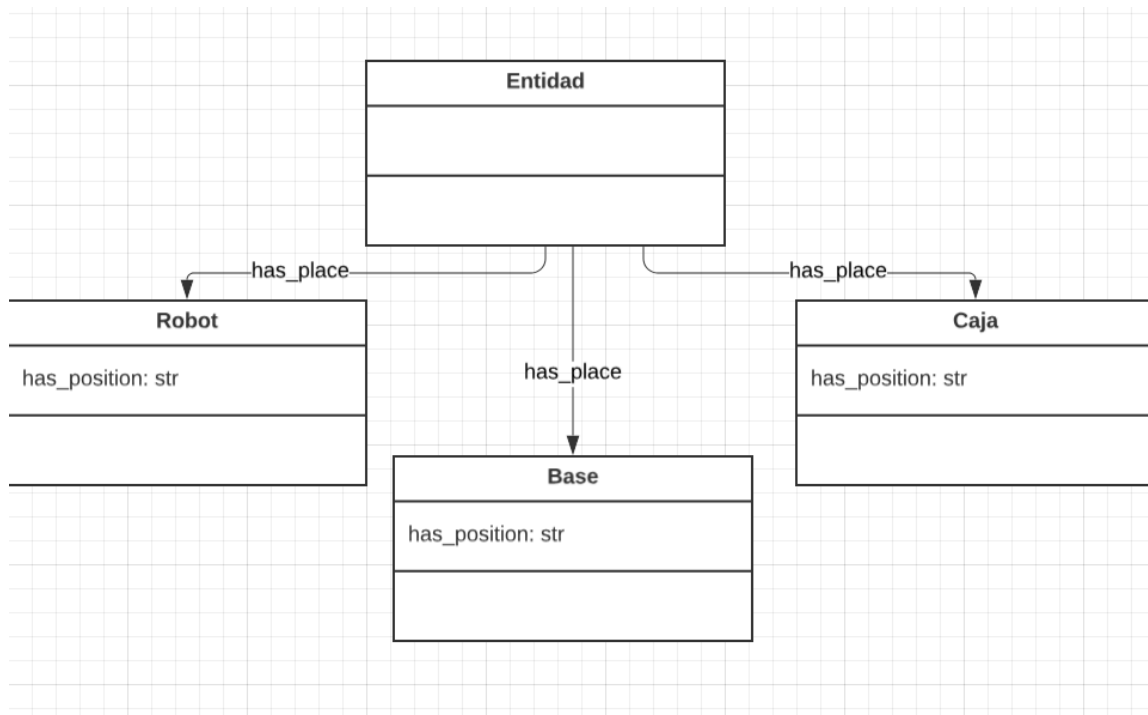 Entidad
has_place
has_place
Robot
Caja
has_position: str
has_place
has_position: str
Base
has_position: str